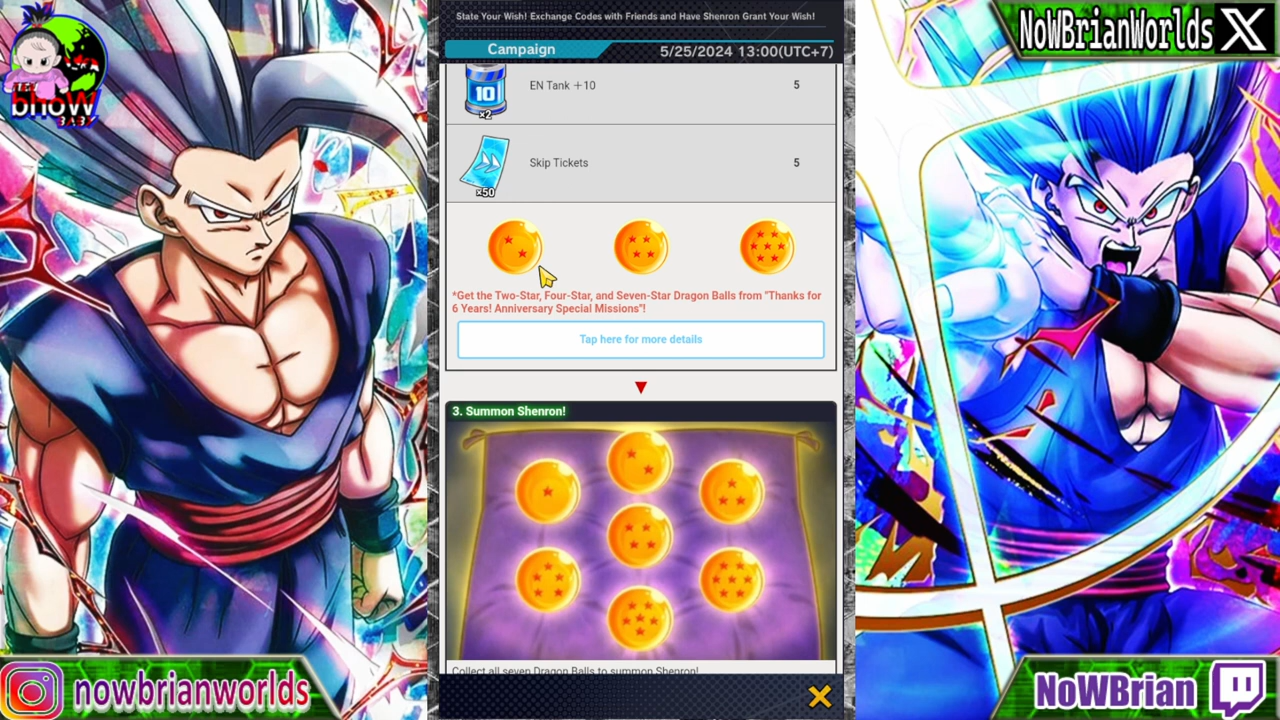 State Your Wish! Exchange Codes with Friends and Have Shenron Grant Your Wish!
Campaign
5/25/2024 13:00(UTC+7)
10
×2
EN Tank +10
5
×50
Skip Tickets
5
*Get the Two-Star, Four-Star, and Seven-Star Dragon Balls from "Thanks for
6 Years! Anniversary Special Missions"!
Tap here for more details
3. Summon Shenron!
Collect all seven Dragon Balls to summon Shenron!
NoWBrianWorlds
nowbrianworlds
NoWBrian